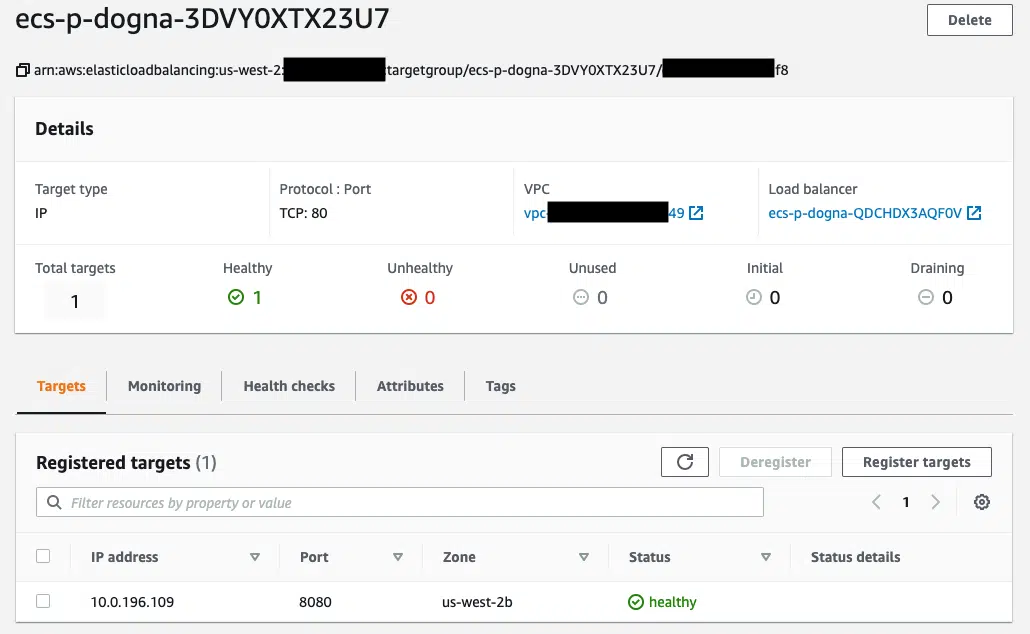 ecs-p-dogna-3DVY0XTX23U7
Delete
arn:aws:elasticloadbalancing:us-west-2: :targetgroup/ecs-p-dogna-3DVY0XTX23U7/ f8
Details
Target type
IP
Protocol : Port
TCP: 80
VPC
vpc- 49
Load balancer
ecs-p-dogna-QDCHDX3AQF0V
Total targets
1
Healthy
1
Unhealthy
0
Unused
0
Initial
0
Draining
0
Targets Monitoring Health checks Attributes Tags
Registered targets (1)
Deregister Register targets
Filter resources by property or value
1
IP address Port Zone Status Status details
10.0.196.109 8080 us-west-2b healthy